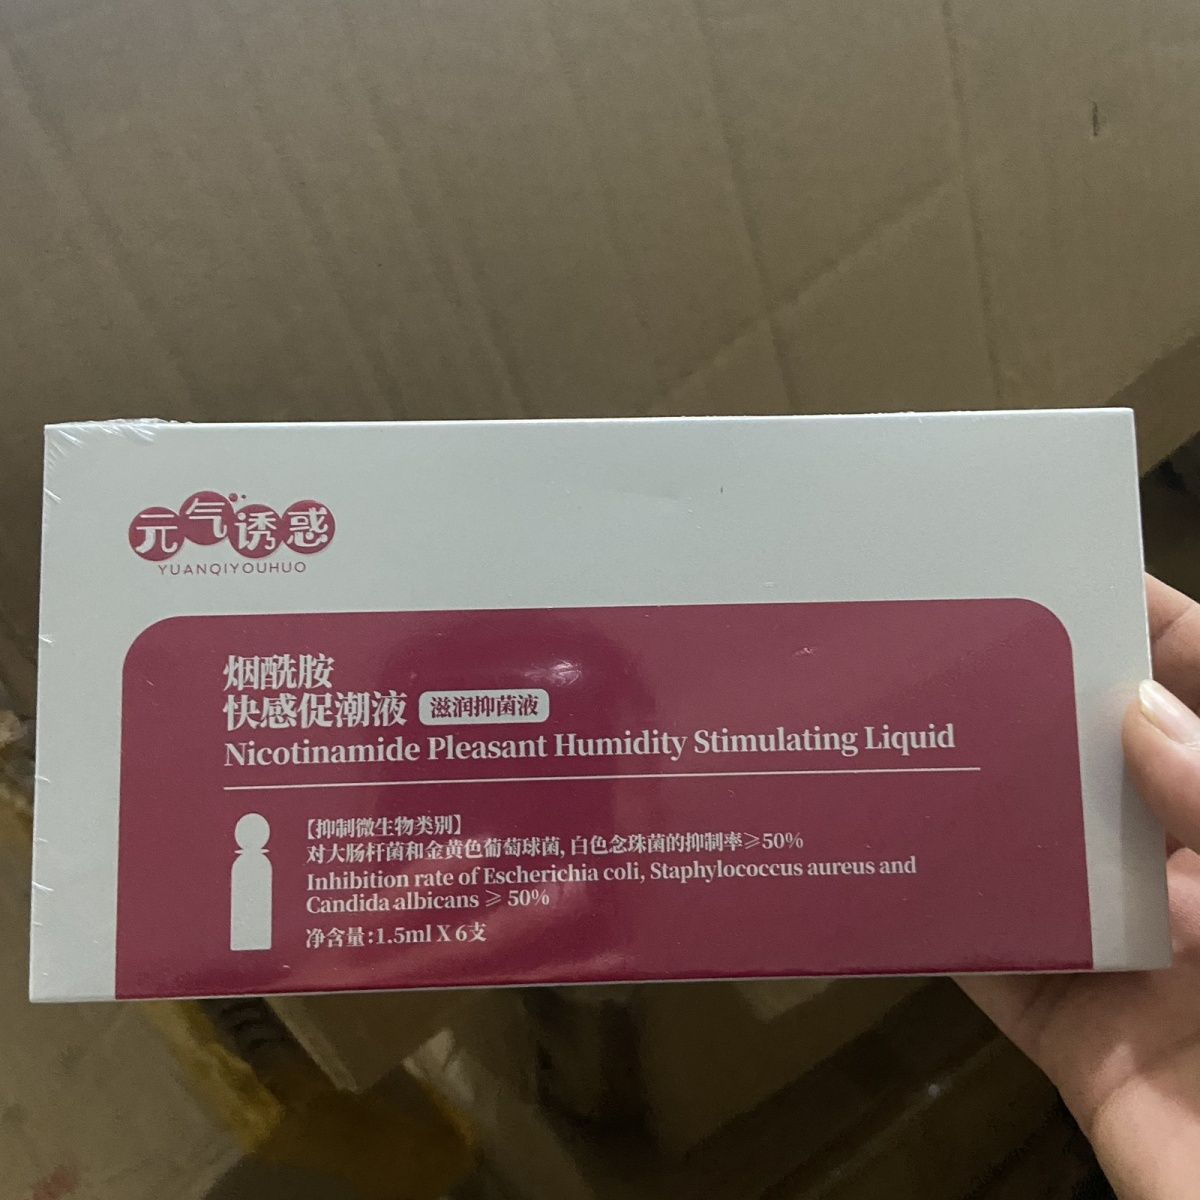 元气诱惑
YUANQIYOUHUO
烟酰胺
快感促潮液 滋润抑菌液
Nicotinamide Pleasant Humidity Stimulating Liquid
【抑制微生物类别】
对大肠杆菌和金黄色葡萄球菌, 白色念珠菌的抑制率≥50%
Inhibition rate of Escherichia coli, Staphylococcus aureus and
Candida albicans ≥ 50%
净含量:1.5ml X 6支